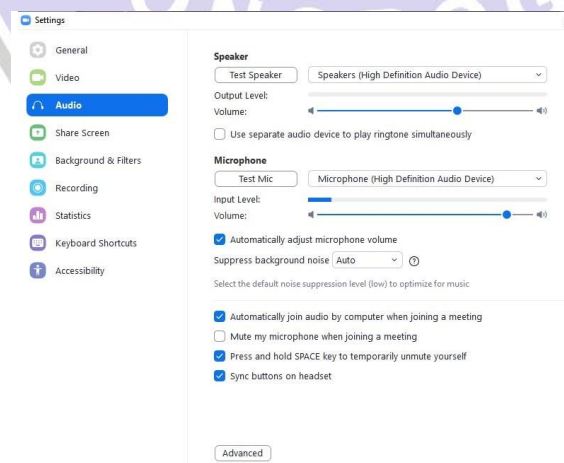 Settings
General
Video
Audio
Share Screen
Background & Filters
Recording
Statistics
Keyboard Shortcuts
Accessibility
Speaker
Test Speaker Speakers (High Definition Audio Device)
Output Level:
Volume:
Use separate audio device to play ringtone simultaneously
Microphone
Test Mic Microphone (High Definition Audio Device)
Input Level:
Volume:
Automatically adjust microphone volume
Suppress background noise Auto
Select the default noise suppression level (low) to optimize for music
Automatically join audio by computer when joining a meeting
Mute my microphone when joining a meeting
Press and hold SPACE key to temporarily unmute yourself
Sync buttons on headset
Advanced